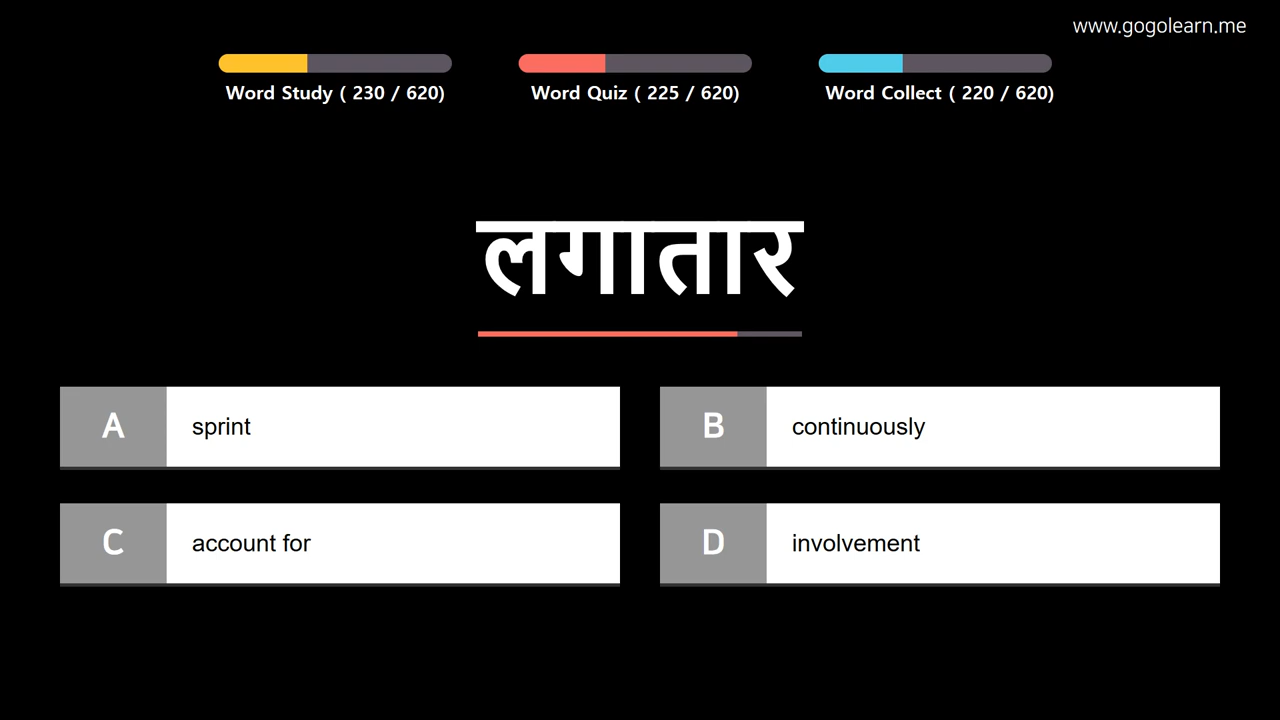 www.gogolearn.me
Word Study ( 230 / 620)
Word Quiz ( 225 / 620)
Word Collect ( 220 / 620)
लगातार
A sprint
B continuously
C account for
D involvement